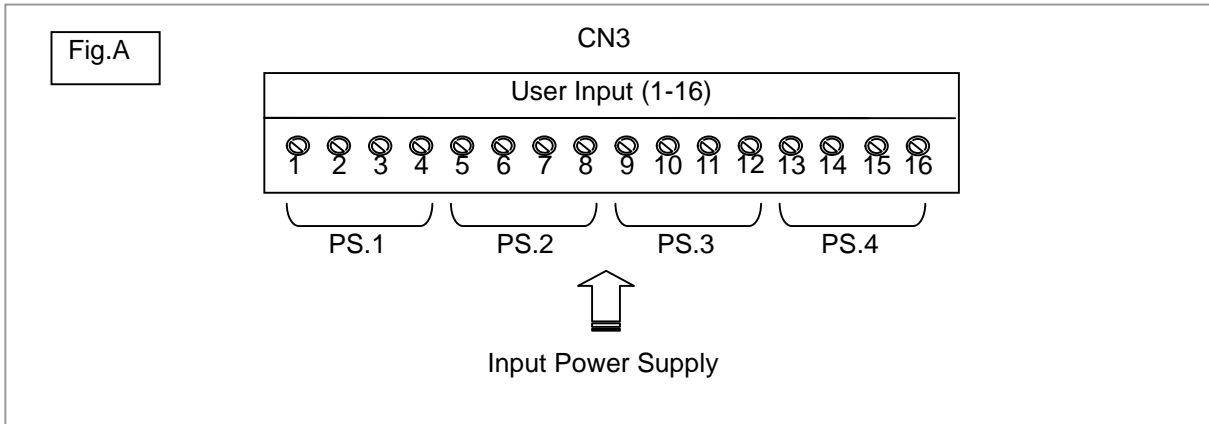 Fig.A
CN3
User Input (1-16)
1 2 3 4 5 6 7 8 9 10 11 12 13 14 15 16
PS.1 PS.2 PS.3 PS.4
Input Power Supply